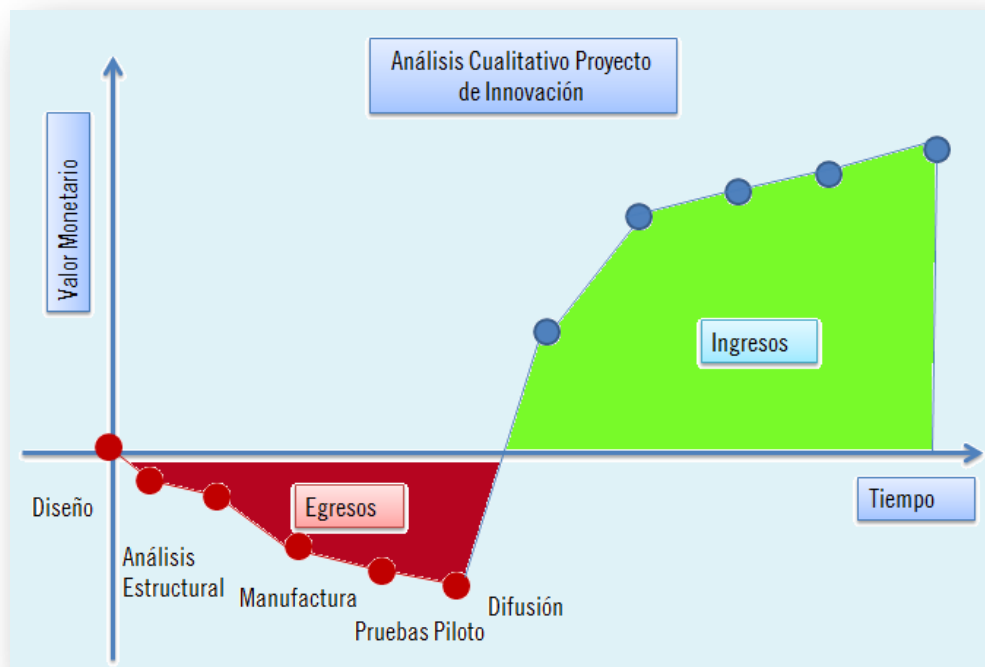 Análisis Cualitativo Proyecto
de Innovación
Valor Monetario
Ingresos
Egresos
Tiempo
Diseño
Análisis
Estructural
Manufactura
Pruebas Piloto
Difusión